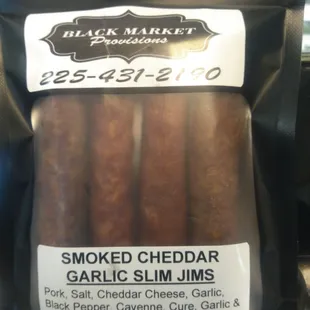 BLACK MARKET
Provisions
225-431-2190
SMOKED CHEDDAR
GARLIC SLIM JIMS
Pork, Salt, Cheddar Cheese, Garlic,
Black Pepper, Cayenne, Cure, Garlic &